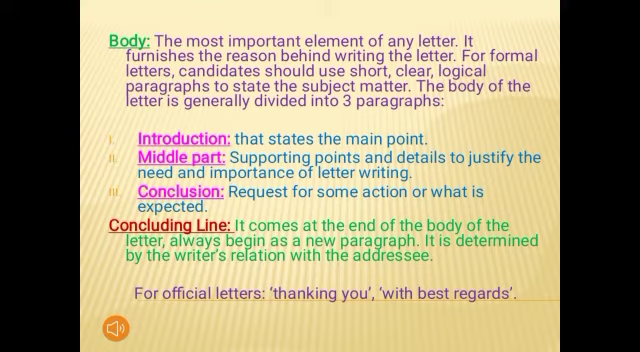 Body: The most important element of any letter. It
furnishes the reason behind writing the letter. For formal
letters, candidates should use short, clear, logical
paragraphs to state the subject matter. The body of the
letter is generally divided into 3 paragraphs:
I. Introduction: that states the main point.
II. Middle part: Supporting points and details to justify the
need and importance of letter writing.
III. Conclusion: Request for some action or what is
expected.
Concluding Line: It comes at the end of the body of the
letter, always begin as a new paragraph. It is determined
by the writer's relation with the addressee.
For official letters: ‘thanking you’, ‘with best regards’.